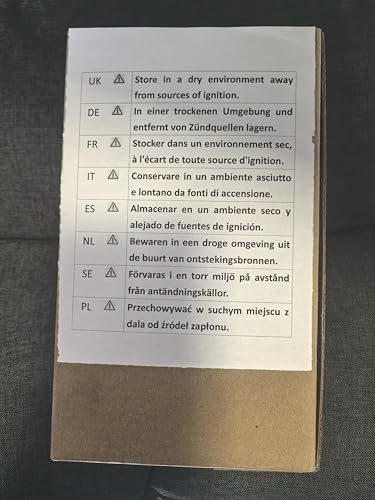 UK ⚠ Store in a dry environment away
from sources of ignition.
DE ⚠ In einer trockenen Umgebung und
entfernt von Zündquellen lagern.
FR ⚠ Stocker dans un environnement sec,
à l'écart de toute source d'ignition.
IT ⚠ Conservare in un ambiente asciutto
e lontano da fonti di accensione.
ES ⚠ Almacenar en un ambiente seco y
alejado de fuentes de ignición.
NL ⚠ Bewaren in een droge omgeving uit
de buurt van ontstekingsbronnen.
SE ⚠ Förvaras i en torr miljö på avstånd
från antändningskällor.
PL ⚠ Przechowywać w suchym miejscu z
dala od źródeł zapłonu.